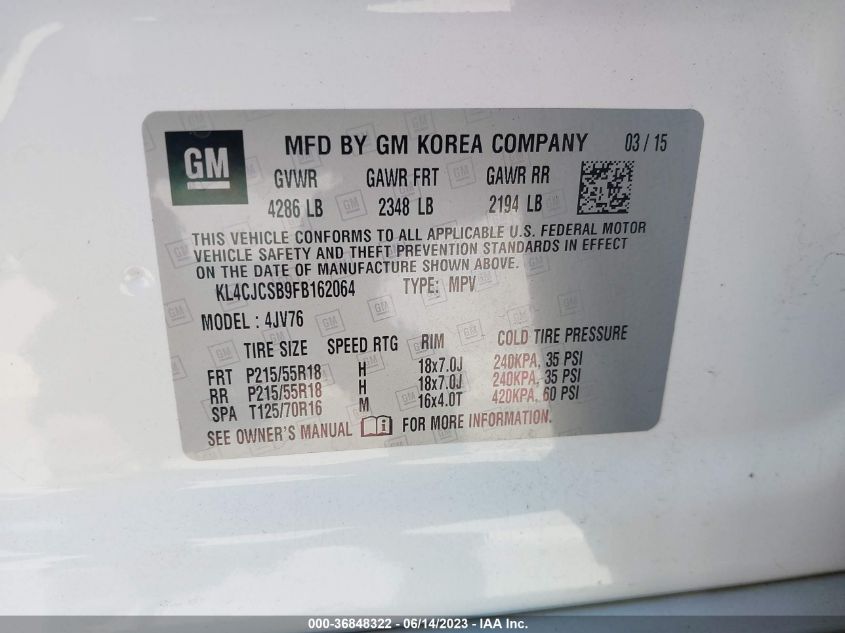 GM
MFD BY GM KOREA COMPANY 03 / 15
GVWR GAWR FRT GAWR RR
4286 LB 2348 LB 2194 LB
THIS VEHICLE CONFORMS TO ALL APPLICABLE U.S. FEDERAL MOTOR
VEHICLE SAFETY AND THEFT PREVENTION STANDARDS IN EFFECT
ON THE DATE OF MANUFACTURE SHOWN ABOVE.
KL4CJCSB9FB162064 TYPE: MPV
MODEL : 4JV76
TIRE SIZE SPEED RTG RIM COLD TIRE PRESSURE
FRT P215/55R18 H 18x7.0J 240KPA, 35 PSI
RR P215/55R18 H 18x7.0J 240KPA, 35 PSI
SPA T125/70R16 M 16x4.0T 420KPA, 60 PSI
SEE OWNER'S MANUAL FOR MORE INFORMATION.
000-36848322 - 06/14/2023 - IAA Inc.